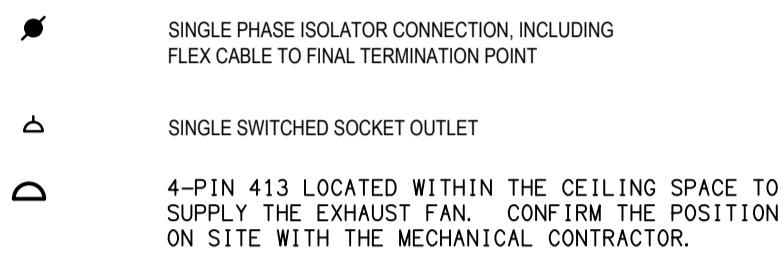 SINGLE PHASE ISOLATOR CONNECTION, INCLUDING
FLEX CABLE TO FINAL TERMINATION POINT
SINGLE SWITCHED SOCKET OUTLET
4-PIN 413 LOCATED WITHIN THE CEILING SPACE TO
SUPPLY THE EXHAUST FAN. CONFIRM THE POSITION
ON SITE WITH THE MECHANICAL CONTRACTOR.